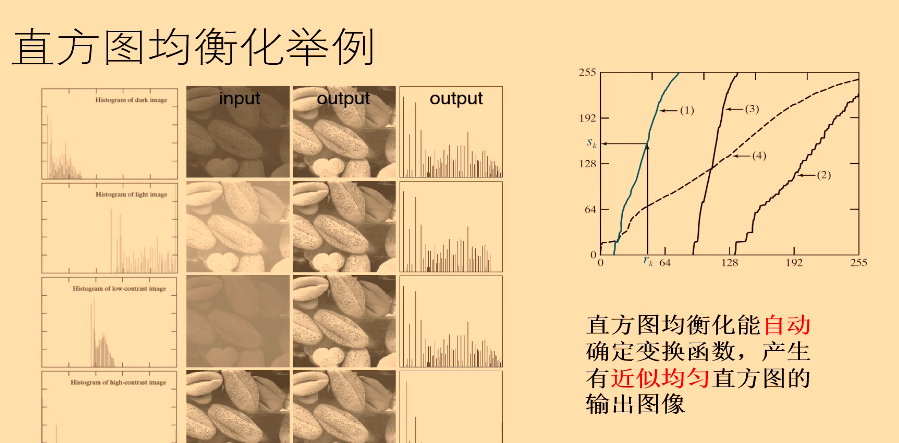 直方图均衡化举例
Histogram of dark image
input
output
output
Histogram of light image
Histogram of low-contrast image
Histogram of high-contrast image
255
192
128
64
0
s_k
(1)
(3)
(4)
(2)
0
r_k
64
128
192
255
直方图均衡化能自动
确定变换函数，产生
有近似均匀直方图的
输出图像